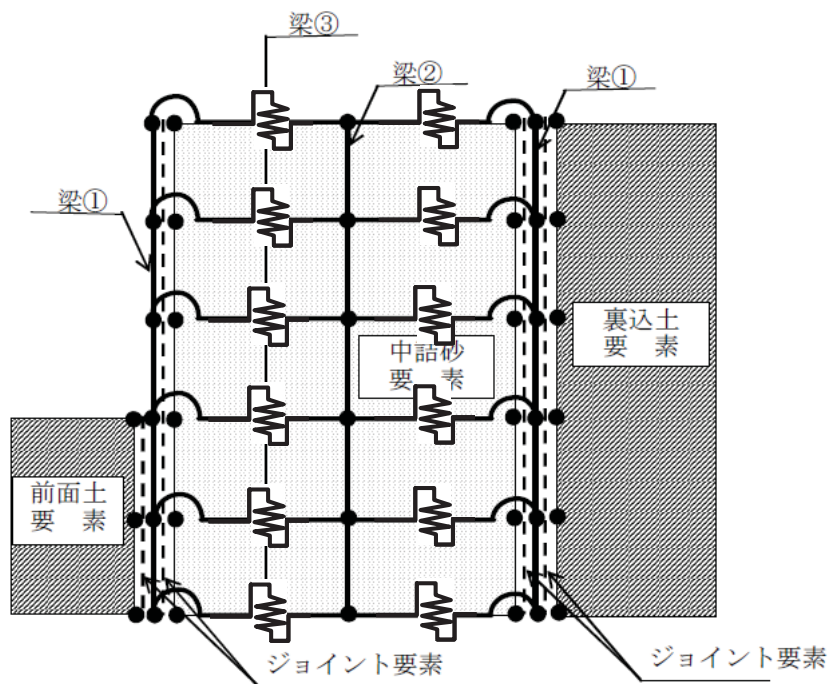 梁③
梁②
梁①
梁①
裏込土
要　素
中詰砂
要　素
前面土
要　素
ジョイント要素
ジョイント要素